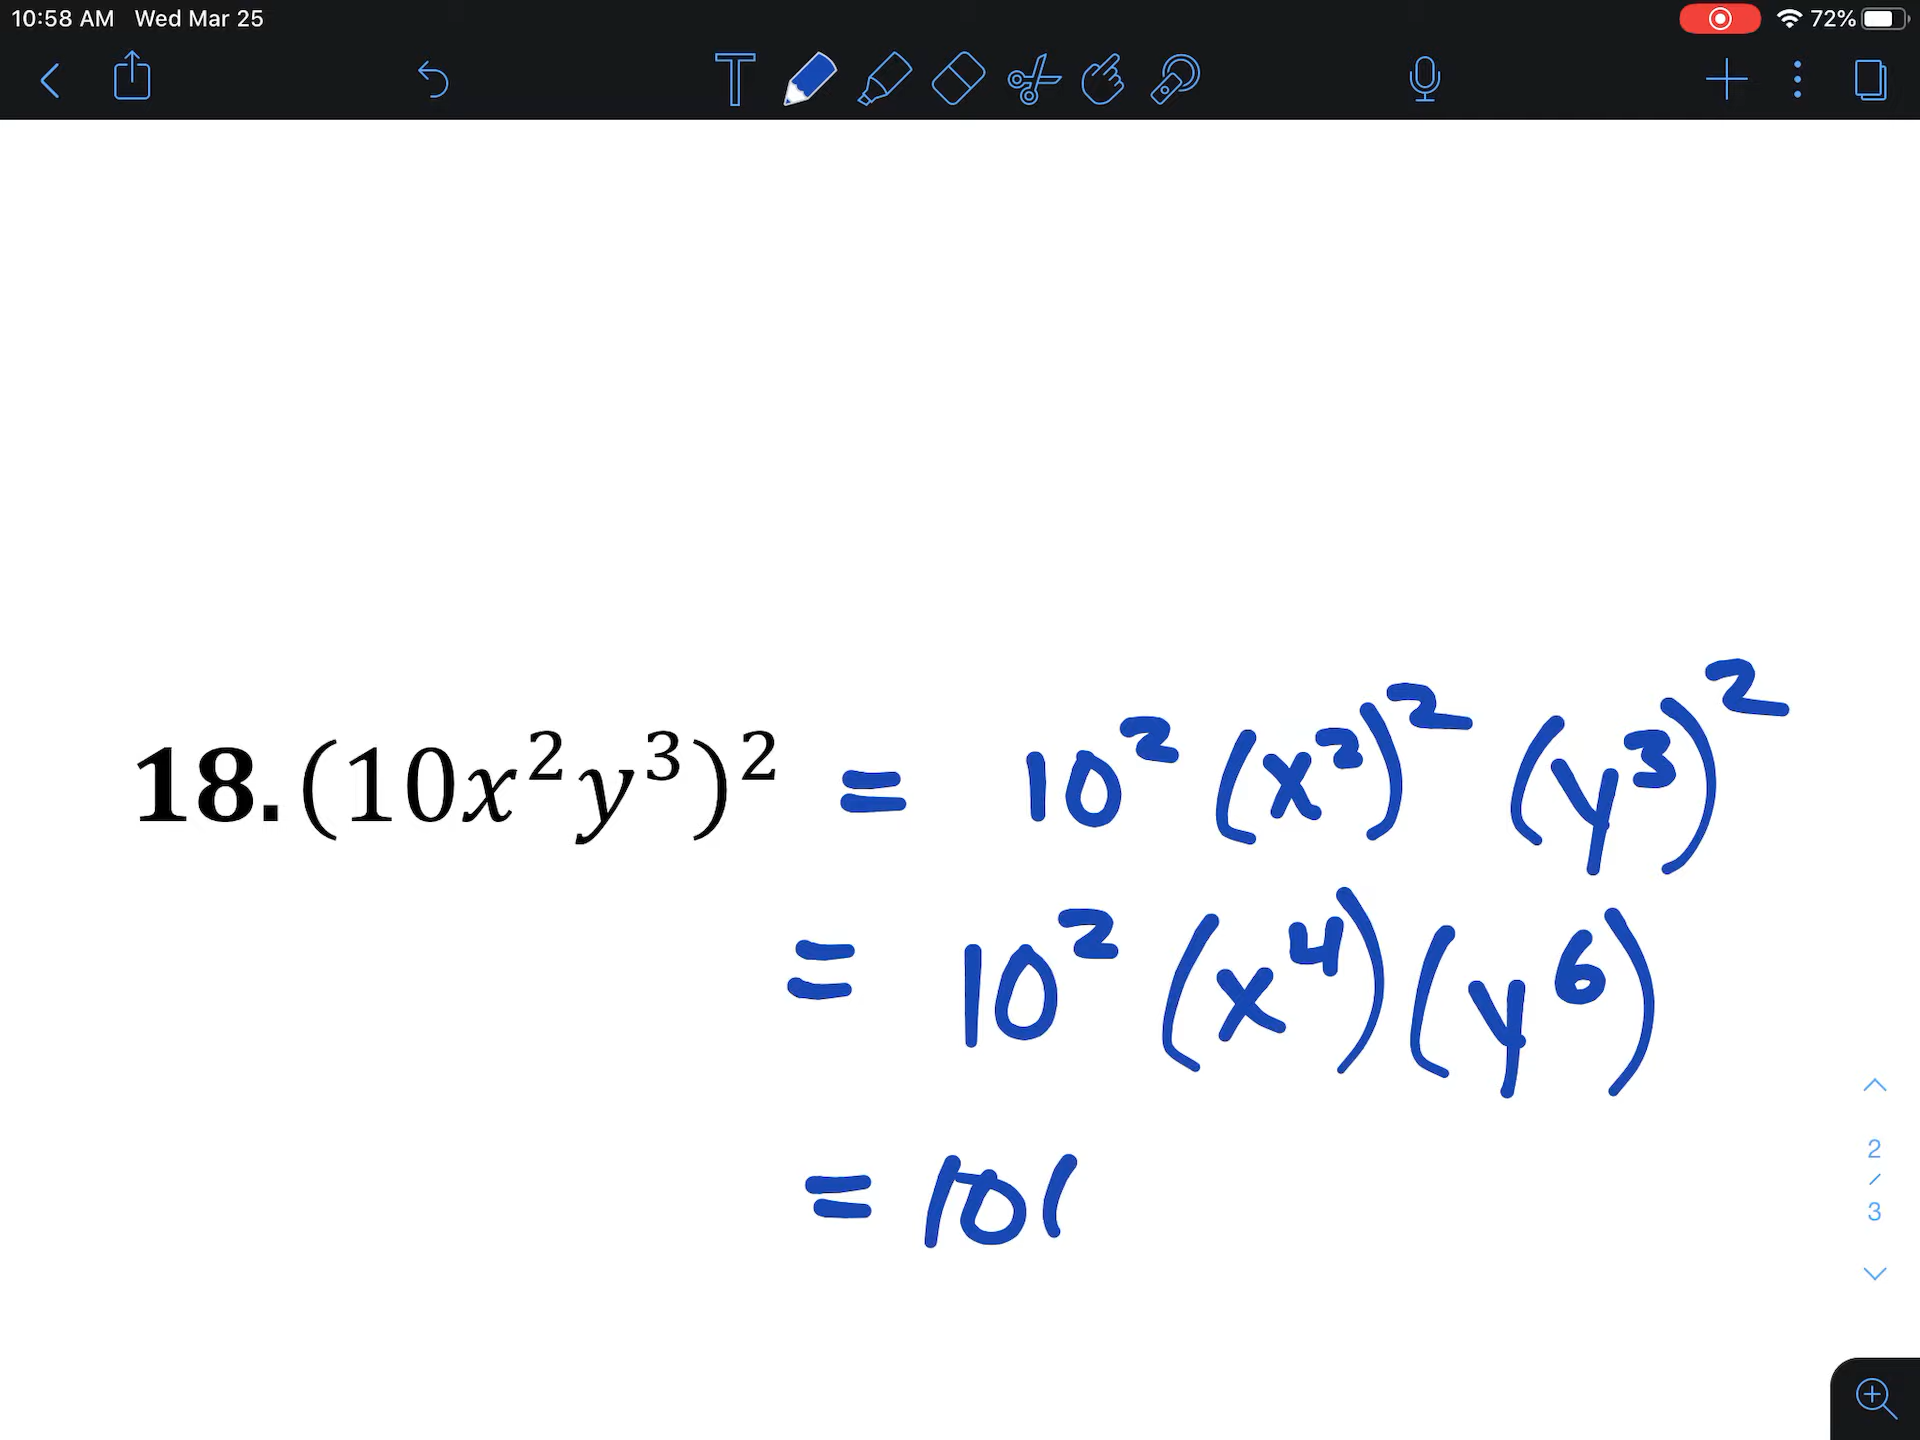 10:58 AM Wed Mar 25 72%
T
18. (10x²y³)² = 10² (x²)² (y³)²
= 10² (x⁴)(y⁶)
= 10(
2
/
3